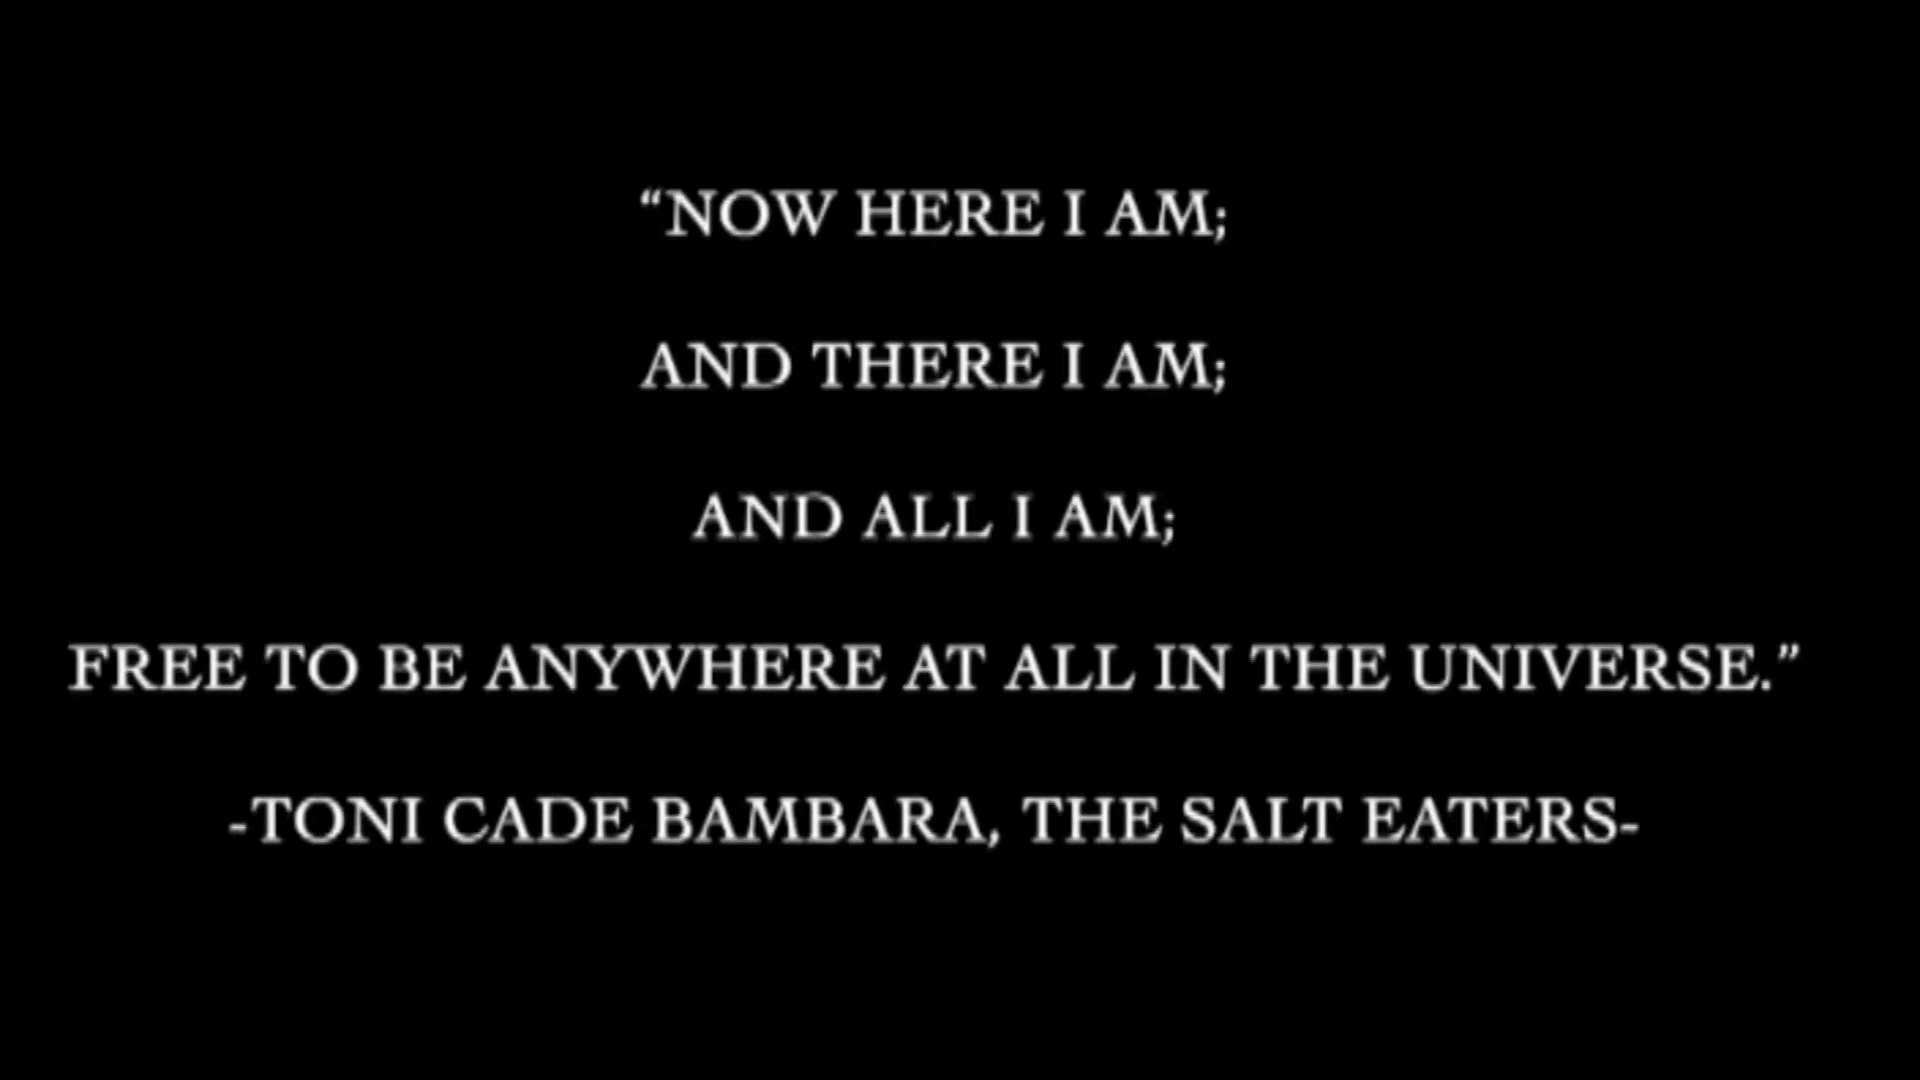 “NOW HERE I AM;
AND THERE I AM;
AND ALL I AM;
FREE TO BE ANYWHERE AT ALL IN THE UNIVERSE.”
-TONI CADE BAMBARA, THE SALT EATERS-